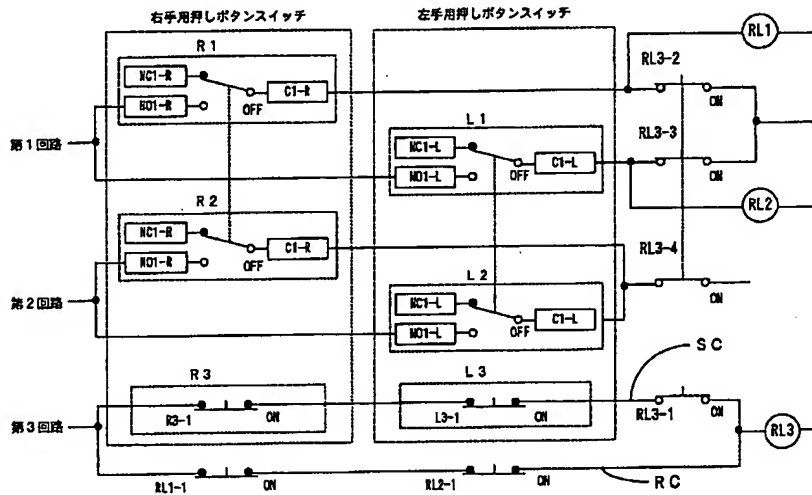 右手用押しボタンスイッチ
左手用押しボタンスイッチ
RL1
R1
NC1-R
NO1-R
OFF
C1-R
RL3-2
ON
L1
NC1-L
NO1-L
OFF
C1-L
RL3-3
ON
第1回路
RL2
R2
NC1-R
NO1-R
OFF
C1-R
RL3-4
ON
L2
NC1-L
NO1-L
OFF
C1-L
第2回路
SC
R3
R3-1
ON
L3
L3-1
ON
RL3-1
ON
第3回路
RL3
RL1-1
ON
RL2-1
ON
RC